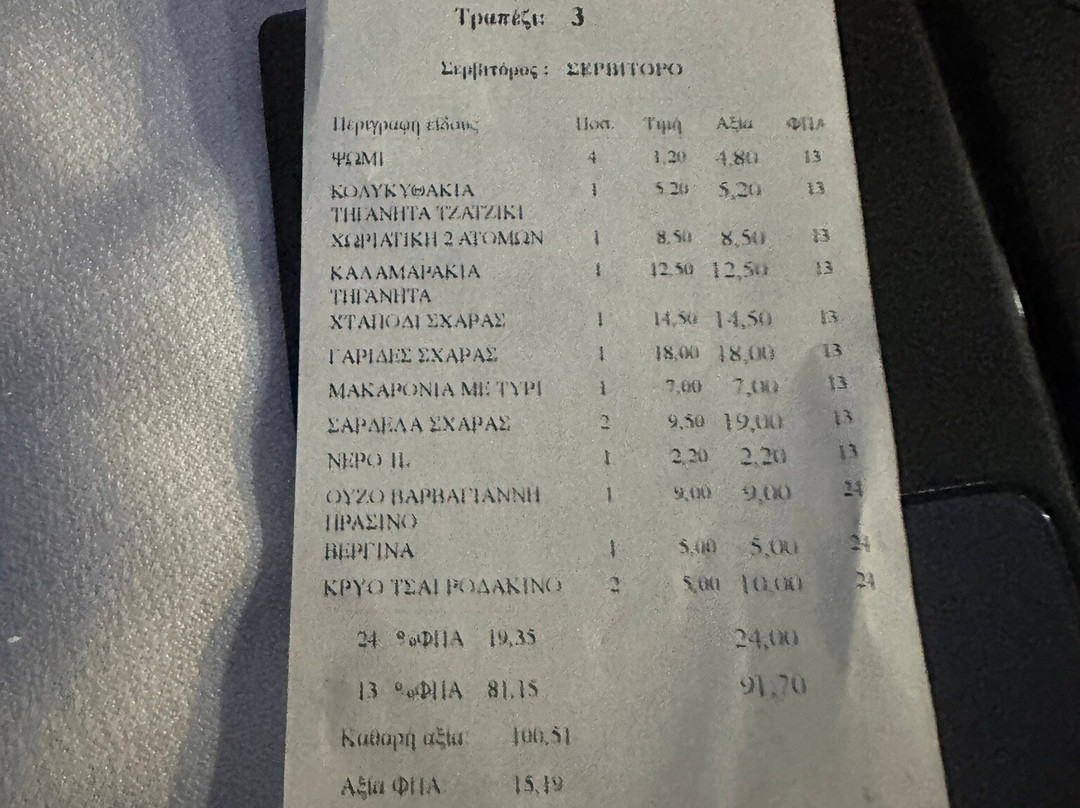 Τραπέζι: 3
Σερβιτόρος : ΣΕΡΒΙΤΟΡΟ
Περιγραφή είδους Ποσ. Τιμή Αξία ΦΠΑ
ΨΩΜΙ 4 1,20 4,80 13
ΚΟΛΥΚΥΘΑΚΙΑ 1 5,20 5,20 13
ΤΗΓΑΝΗΤΑ ΤΖΑΤΖΙΚΙ
ΧΩΡΙΑΤΙΚΗ 2 ΑΤΟΜΩΝ 1 8,50 8,50 13
ΚΑΛΑΜΑΡΑΚΙΑ 1 12,50 12,50 13
ΤΗΓΑΝΗΤΑ
ΧΤΑΠΟΔΙ ΣΧΑΡΑΣ 1 14,50 14,50 13
ΓΑΡΙΔΕΣ ΣΧΑΡΑΣ 1 18,00 18,00 13
ΜΑΚΑΡΟΝΙΑ ΜΕ ΤΥΡΙ 1 7,00 7,00 13
ΣΑΡΔΕΛΑ ΣΧΑΡΑΣ 2 9,50 19,00 13
ΝΕΡΟ 1L 1 2,20 2,20 13
ΟΥΖΟ ΒΑΡΒΑΓΙΑΝΝΗ 1 9,00 9,00 24
ΠΡΑΣΙΝΟ
ΒΕΡΓΙΝΑ 1 5,00 5,00 24
ΚΡΥΟ ΤΣΑΙ ΡΟΔΑΚΙΝΟ 2 5,00 10,00 24
24 %ΦΠΑ 19,35 24,00
13 %ΦΠΑ 81,15 91,70
Καθαρή αξία 100,51
Αξία ΦΠΑ 15,19